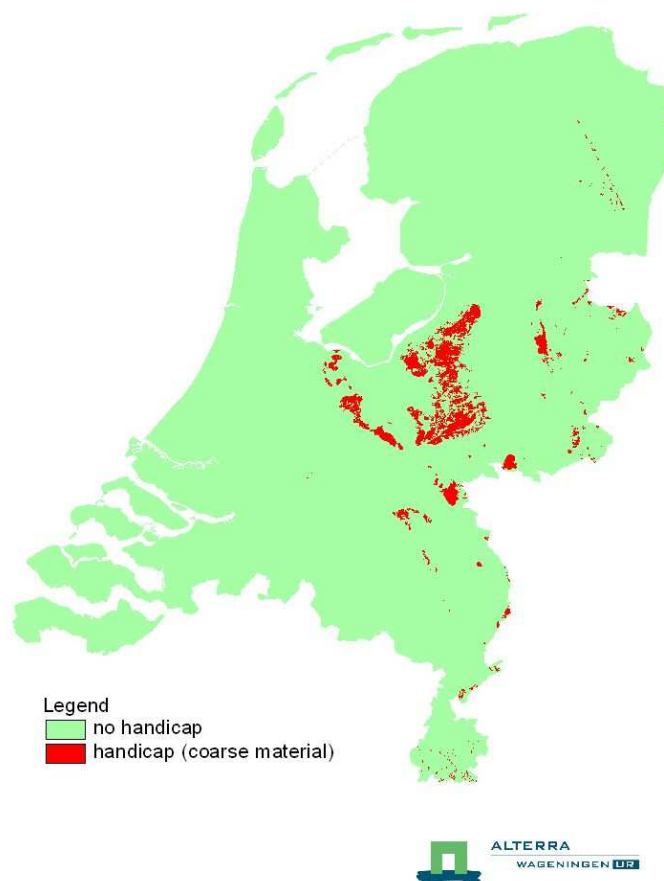 Legend
no handicap
handicap (coarse material)
ALTERRA
WAGENINGEN UR